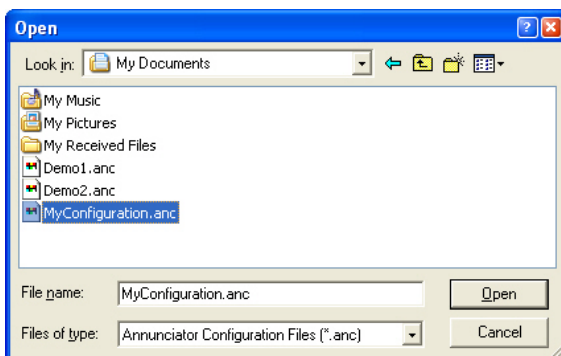 Open
Look in: My Documents
My Music
My Pictures
My Received Files
Demo1.anc
Demo2.anc
MyConfiguration.anc
File name: MyConfiguration.anc Open
Files of type: Annunciator Configuration Files (*.anc) Cancel